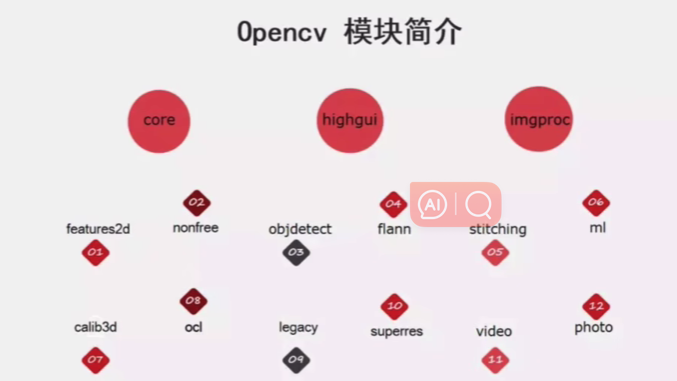 Opencv 模块简介
core
highgui
imgproc
02
04
06
features2d
nonfree
objdetect
flann
stitching
ml
01
03
05
08
10
12
calib3d
ocl
legacy
superres
video
photo
07
09
11
AI